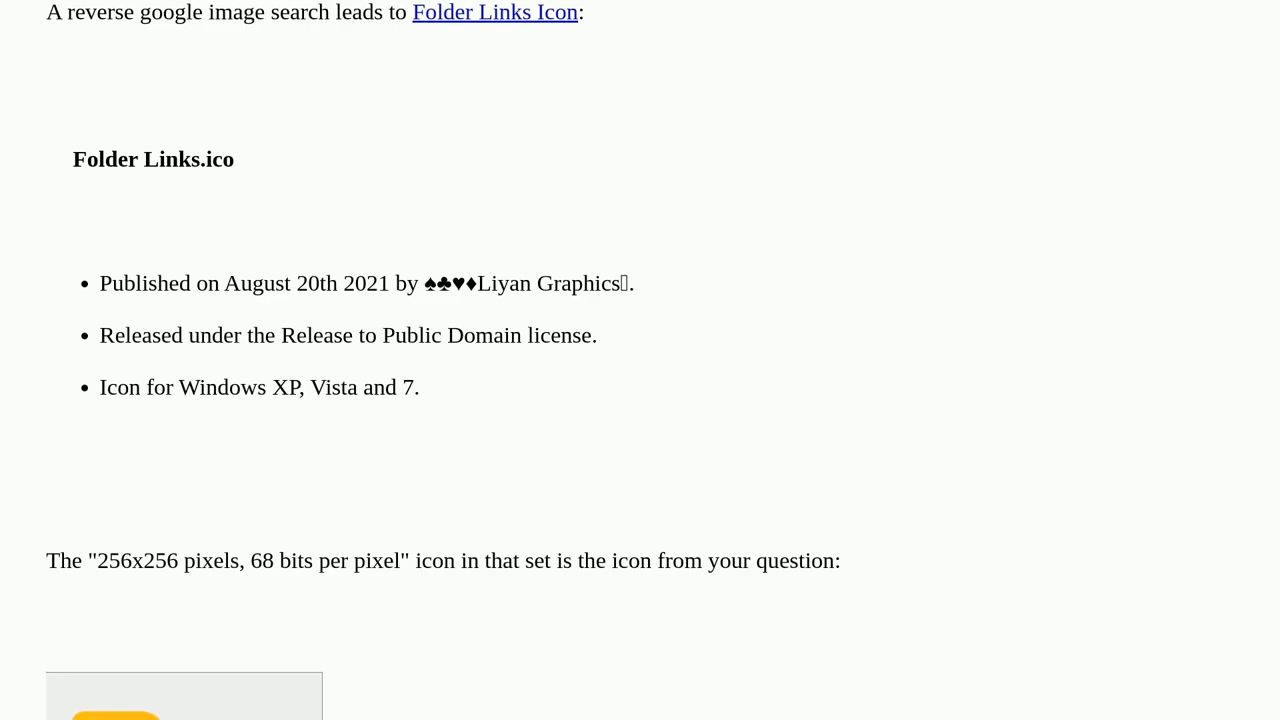 A reverse google image search leads to Folder Links Icon:
Folder Links.ico
• Published on August 20th 2021 by ♠♣♥♦Liyan Graphics▯.
• Released under the Release to Public Domain license.
• Icon for Windows XP, Vista and 7.
The "256x256 pixels, 68 bits per pixel" icon in that set is the icon from your question: